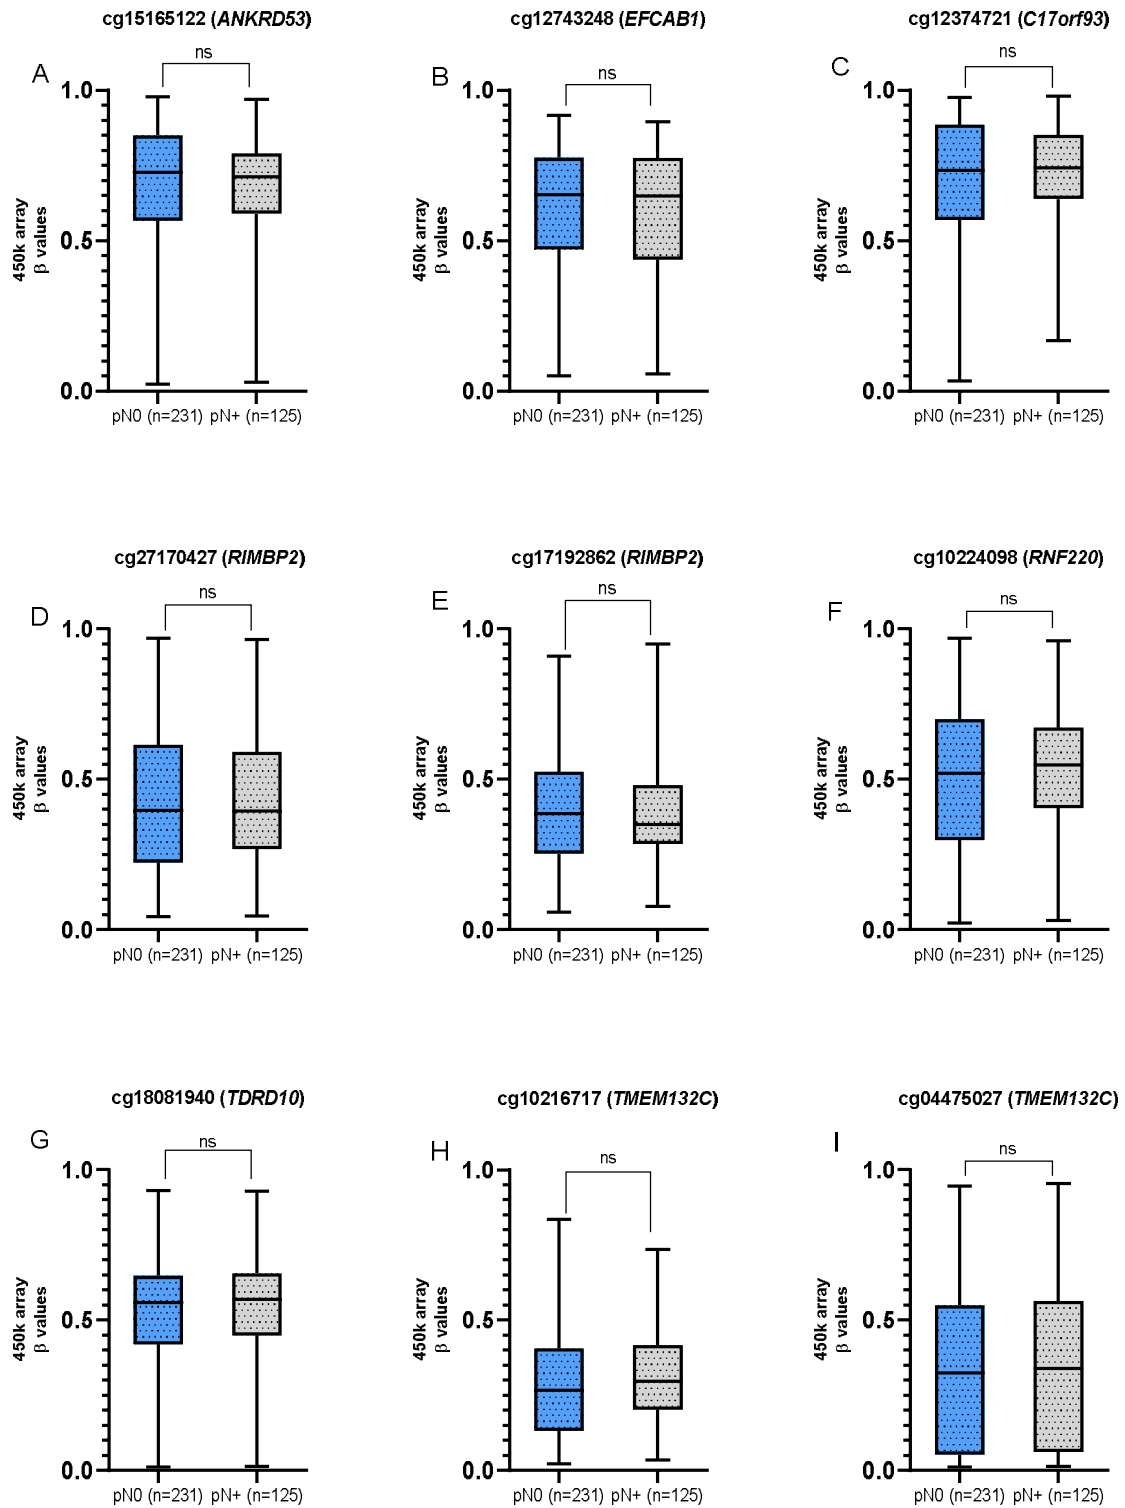 cg15165122 (ANKRD53)
A
ns
1.0
0.5
0.0
450k array
β values
pN0 (n=231) pN+ (n=125)
cg12743248 (EFCAB1)
B
ns
1.0
0.5
0.0
450k array
β values
pN0 (n=231) pN+ (n=125)
cg12374721 (C17orf93)
C
ns
1.0
0.5
0.0
450k array
β values
pN0 (n=231) pN+ (n=125)
cg27170427 (RIMBP2)
D
ns
1.0
0.5
0.0
450k array
β values
pN0 (n=231) pN+ (n=125)
cg17192862 (RIMBP2)
E
ns
1.0
0.5
0.0
450k array
β values
pN0 (n=231) pN+ (n=125)
cg10224098 (RNF220)
F
ns
1.0
0.5
0.0
450k array
β values
pN0 (n=231) pN+ (n=125)
cg18081940 (TDRD10)
G
ns
1.0
0.5
0.0
450k array
β values
pN0 (n=231) pN+ (n=125)
cg10216717 (TMEM132C)
H
ns
1.0
0.5
0.0
450k array
β values
pN0 (n=231) pN+ (n=125)
cg04475027 (TMEM132C)
I
ns
1.0
0.5
0.0
450k array
β values
pN0 (n=231) pN+ (n=125)